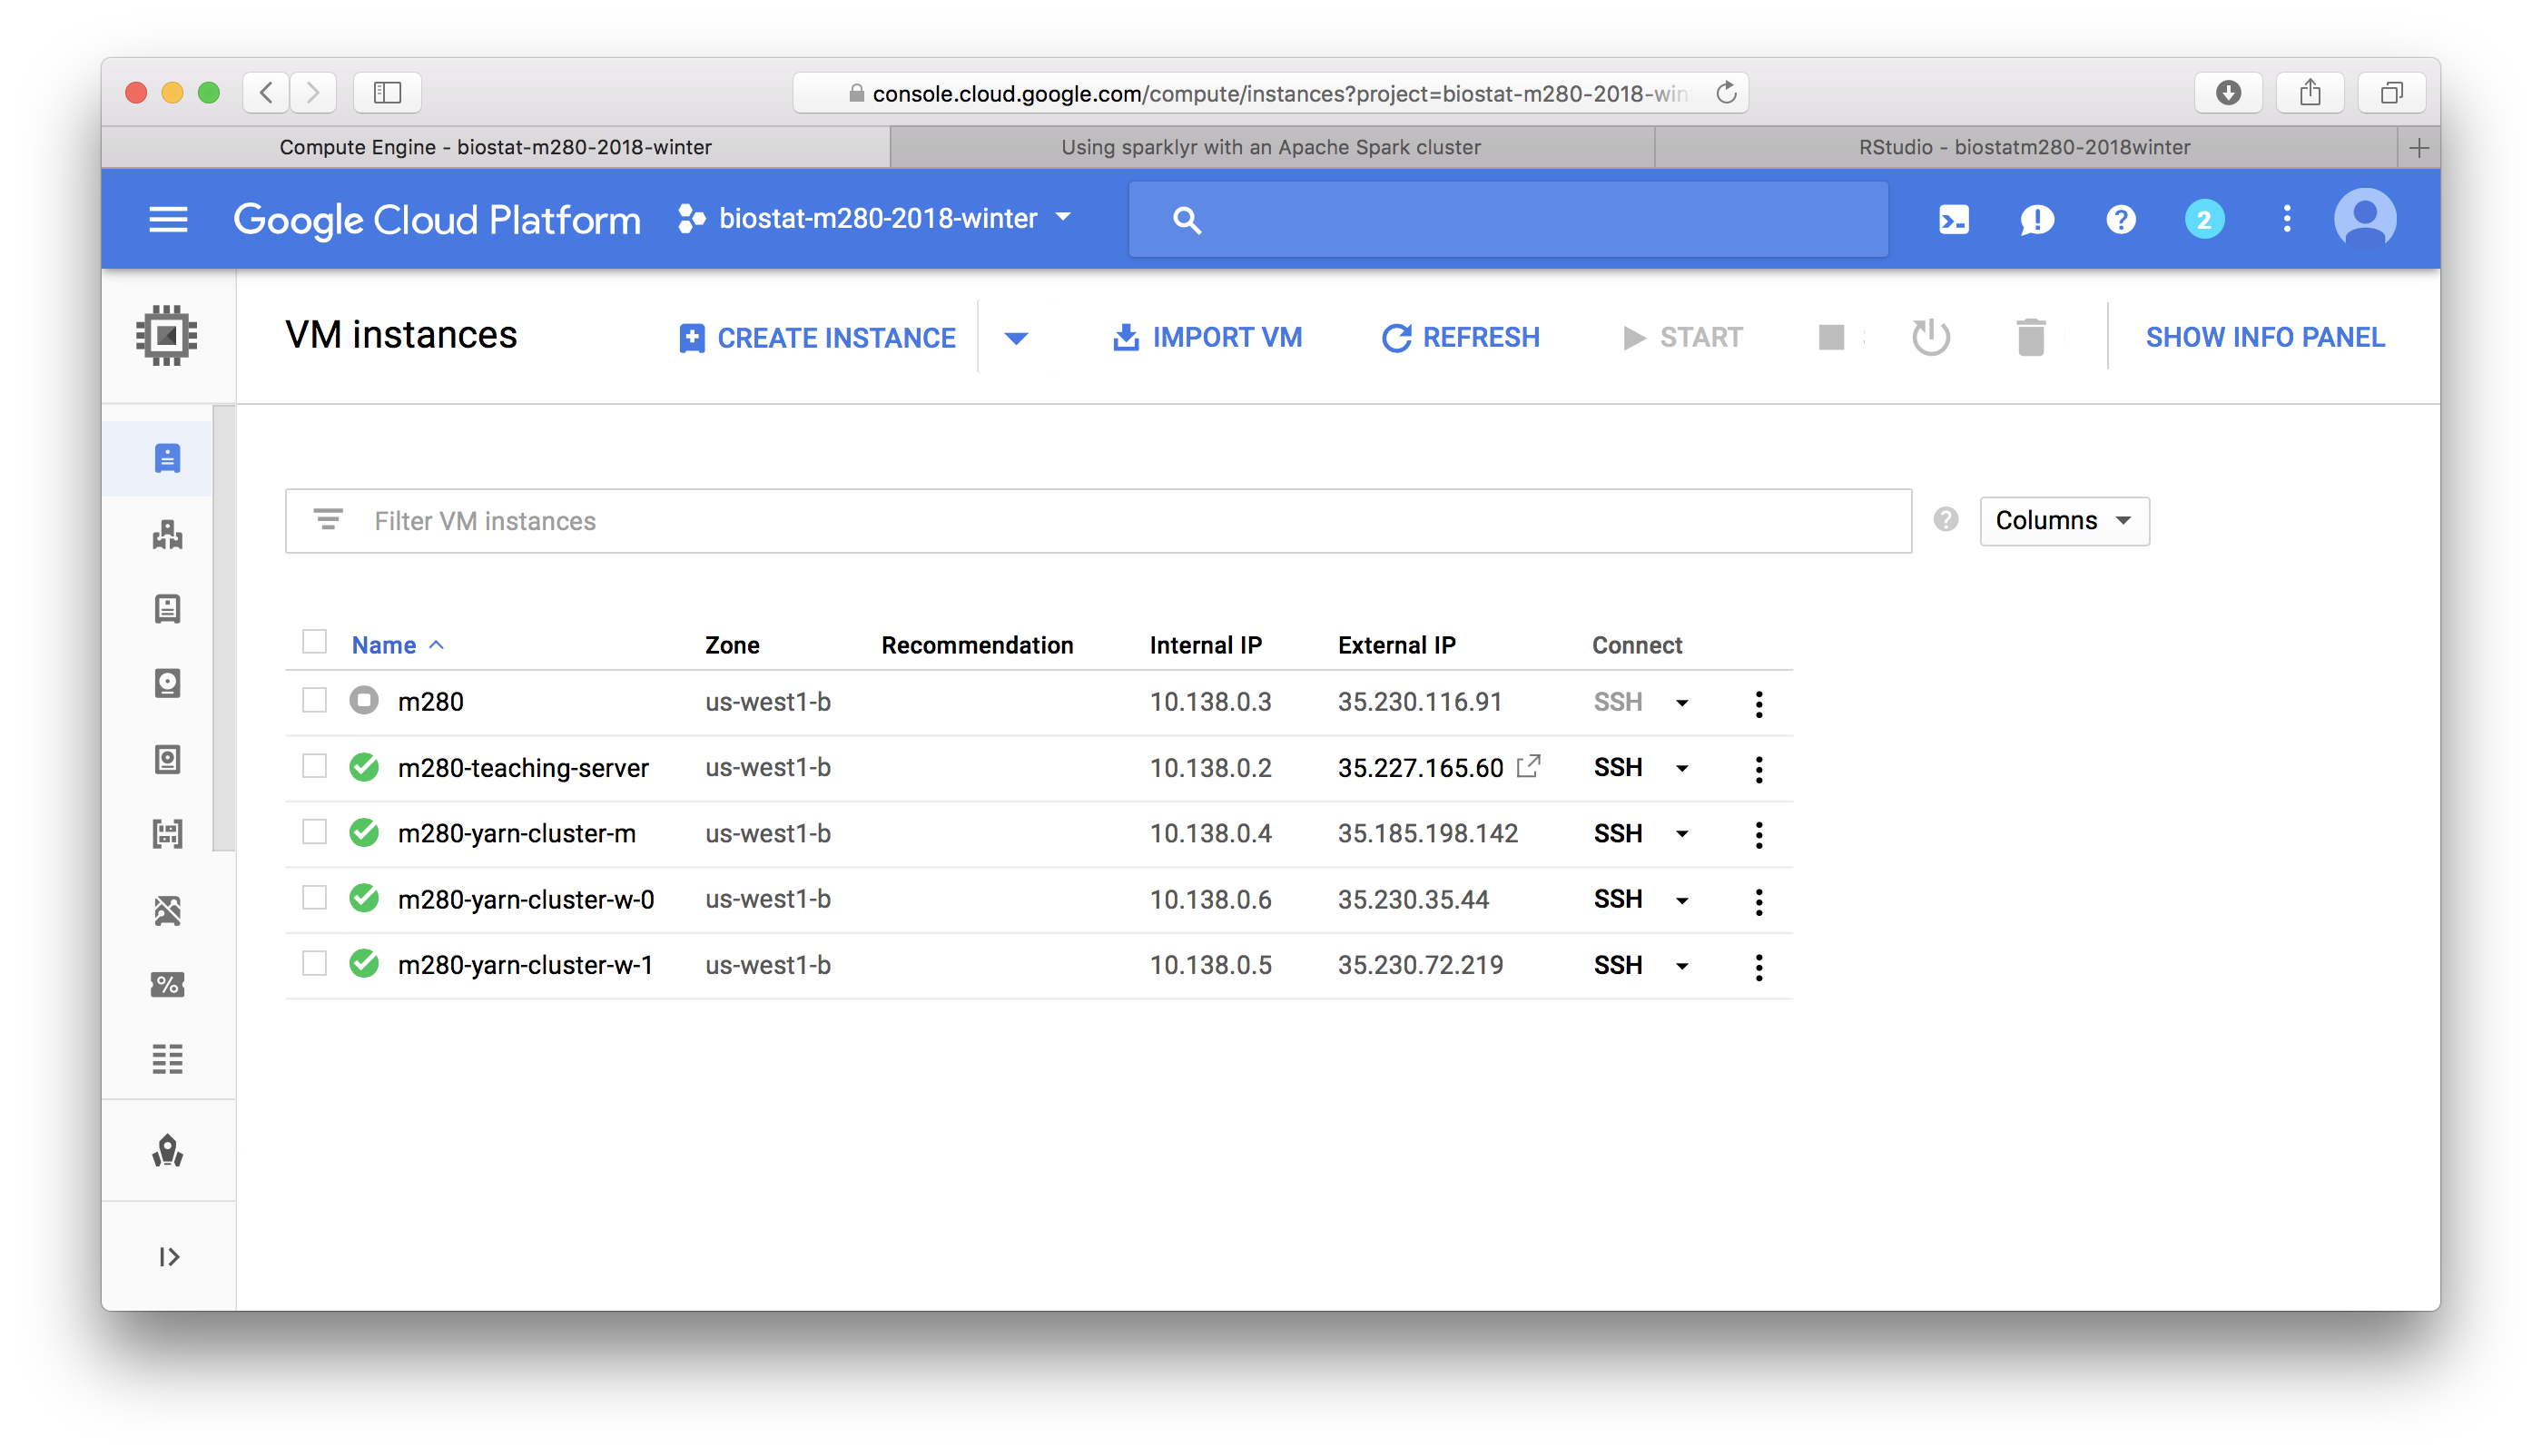 console.cloud.google.com/compute/instances?project=biostat-m280-2018-win
Compute Engine - biostat-m280-2018-winter
Using sparklyr with an Apache Spark cluster
RStudio - biostatm280-2018winter
Google Cloud Platform
biostat-m280-2018-winter
2
VM instances
CREATE INSTANCE
IMPORT VM
REFRESH
START
SHOW INFO PANEL
Filter VM instances
Columns
Name Zone Recommendation Internal IP External IP Connect
m280 us-west1-b 10.138.0.3 35.230.116.91 SSH
m280-teaching-server us-west1-b 10.138.0.2 35.227.165.60 SSH
m280-yarn-cluster-m us-west1-b 10.138.0.4 35.185.198.142 SSH
m280-yarn-cluster-w-0 us-west1-b 10.138.0.6 35.230.35.44 SSH
m280-yarn-cluster-w-1 us-west1-b 10.138.0.5 35.230.72.219 SSH